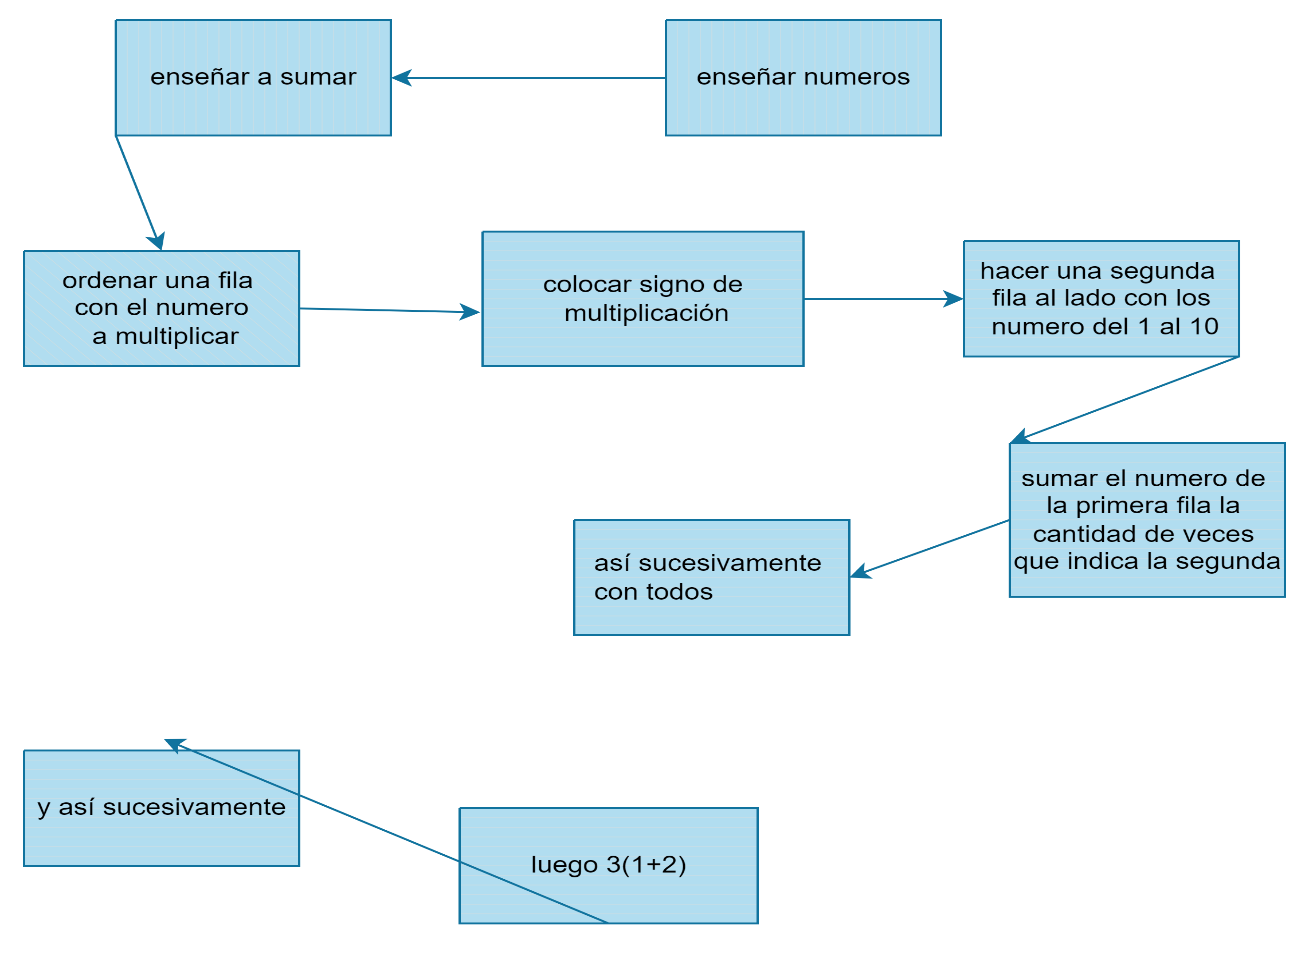 enseñar a sumar
enseñar numeros
ordenar una fila
con el numero
a multiplicar
colocar signo de
multiplicación
hacer una segunda
fila al lado con los
numero del 1 al 10
sumar el numero de
la primera fila la
cantidad de veces
que indica la segunda
así sucesivamente
con todos
y así sucesivamente
luego 3(1+2)